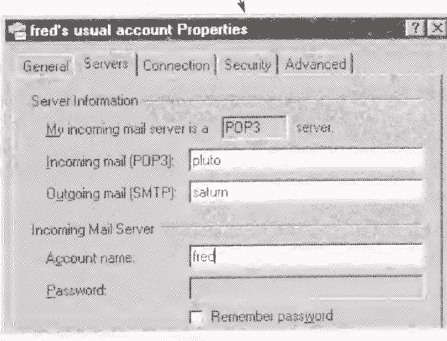 fred's usual account Properties
General Servers Connection Security Advanced
Server Information
My incoming mail server is a POP3 server.
Incoming mail (POP3): pluto
Outgoing mail (SMTP): saturn
Incoming Mail Server
Account name: fred
Password:
Remember password